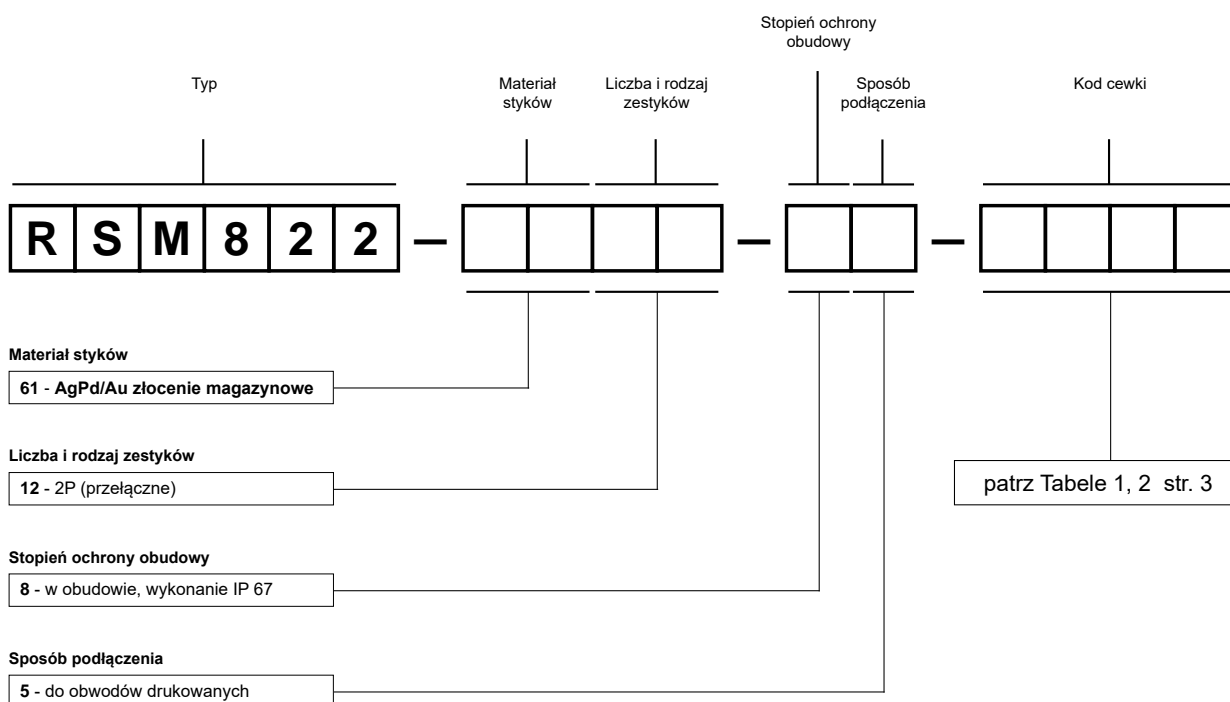 Stopień ochrony
obudowy
Typ
Materiał
styków
Liczba i rodzaj
zestyków
Sposób
podłączenia
Kod cewki
R S M 8 2 2 – – –
Materiał styków
61 - AgPd/Au złocenie magazynowe
Liczba i rodzaj zestyków
12 - 2P (przełączne)
patrz Tabele 1, 2 str. 3
Stopień ochrony obudowy
8 - w obudowie, wykonanie IP 67
Sposób podłączenia
5 - do obwodów drukowanych